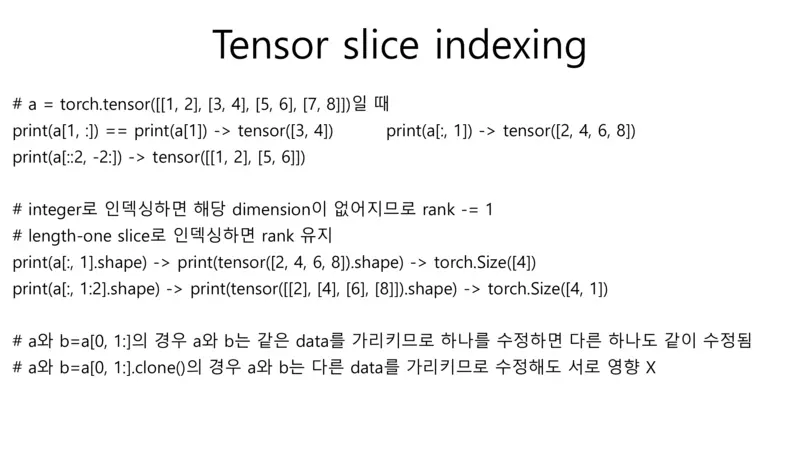 Tensor slice indexing
# a = torch.tensor([[1, 2], [3, 4], [5, 6], [7, 8]])일 때
print(a[1, :]) == print(a[1]) -> tensor([3, 4]) print(a[:, 1]) -> tensor([2, 4, 6, 8])
print(a[::2, -2:]) -> tensor([[1, 2], [5, 6]])
# integer로 인덱싱하면 해당 dimension이 없어지므로 rank -= 1
# length-one slice로 인덱싱하면 rank 유지
print(a[:, 1].shape) -> print(tensor([2, 4, 6, 8]).shape) -> torch.Size([4])
print(a[:, 1:2].shape) -> print(tensor([[2], [4], [6], [8]]).shape) -> torch.Size([4, 1])
# a와 b=a[0, 1:]의 경우 a와 b는 같은 data를 가리키므로 하나를 수정하면 다른 하나도 같이 수정됨
# a와 b=a[0, 1:].clone()의 경우 a와 b는 다른 data를 가리키므로 수정해도 서로 영향 X